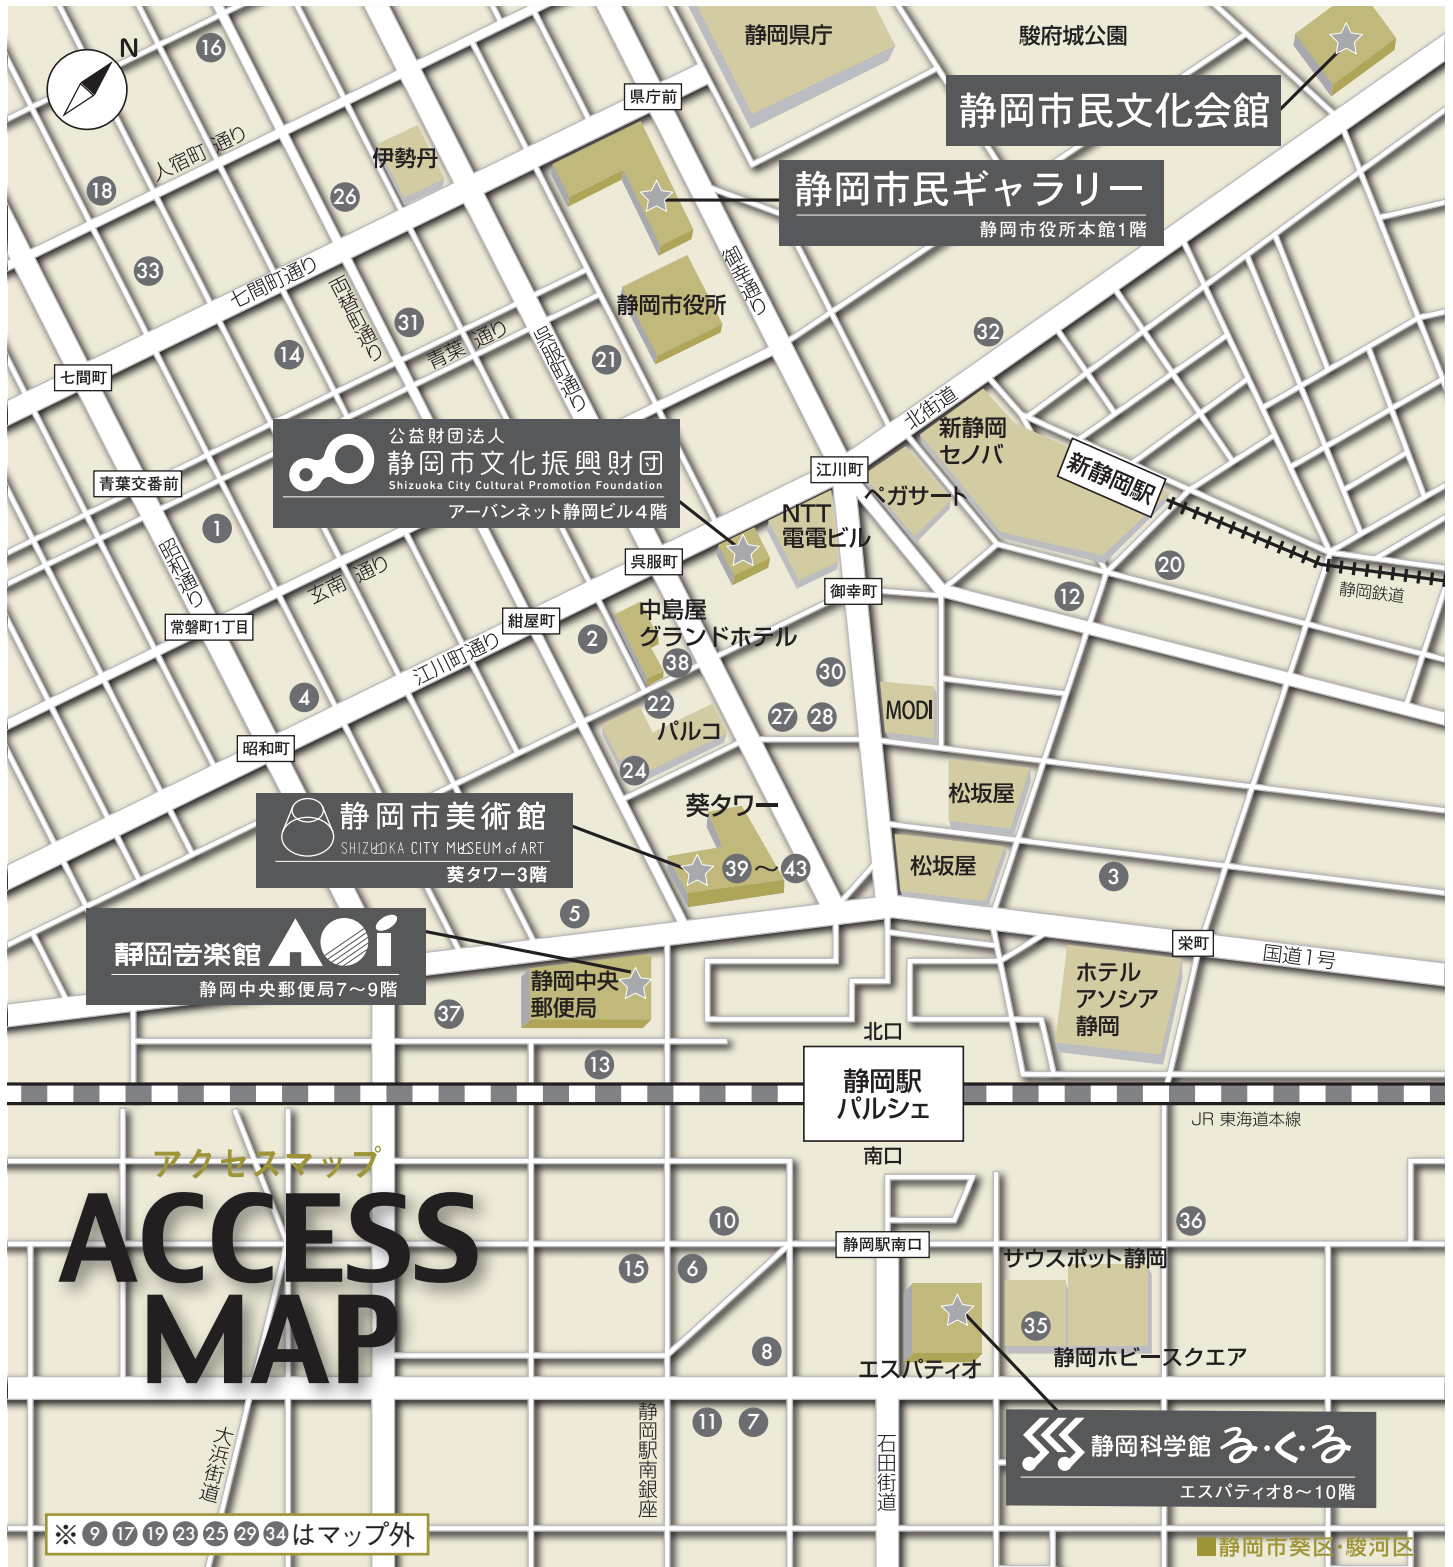 N
16
静岡県庁
駿府城公園
静岡市民文化会館
県庁前
人宿町通り
伊勢丹
18
26
静岡市民ギャラリー
静岡市役所本館1階
33
七間町通り
両替町通り
31
青葉通り
呉服町通り
静岡市役所
御幸通り
14
21
32
七間町
北街道
新静岡
セノバ
新静岡駅
公益財団法人
静岡市文化振興財団
Shizuoka City Cultural Promotion Foundation
アーバンネット静岡ビル4階
江川町
ペガサート
青葉交番前
1
NTT
電電ビル
昭和通り
玄南通り
呉服町
御幸町
20
12
静岡鉄道
常磐町1丁目
紺屋町
2
中島屋
グランドホテル
38
江川町通り
4
30
22
パルコ
27
28
MODI
昭和町
24
松坂屋
葵タワー
静岡市美術館
SHIZUOKA CITY MUSEUM of ART
葵タワー3階
39～43
松坂屋
3
5
静岡音楽館 AOi
静岡中央郵便局7～9階
栄町
国道1号
静岡中央
郵便局
ホテル
アソシア
静岡
37
北口
13
静岡駅
パルシェ
JR 東海道本線
南口
アクセスマップ
ACCESS
MAP
10
36
静岡駅南口
15
6
サウスポット静岡
35
8
エスパティオ
静岡ホビースクエア
11
7
静岡駅南銀座
石田街道
大浜街道
静岡科学館 る・く・る
エスパティオ8～10階
※ 9 17 19 23 25 29 34 はマップ外
■静岡市葵区・駿河区